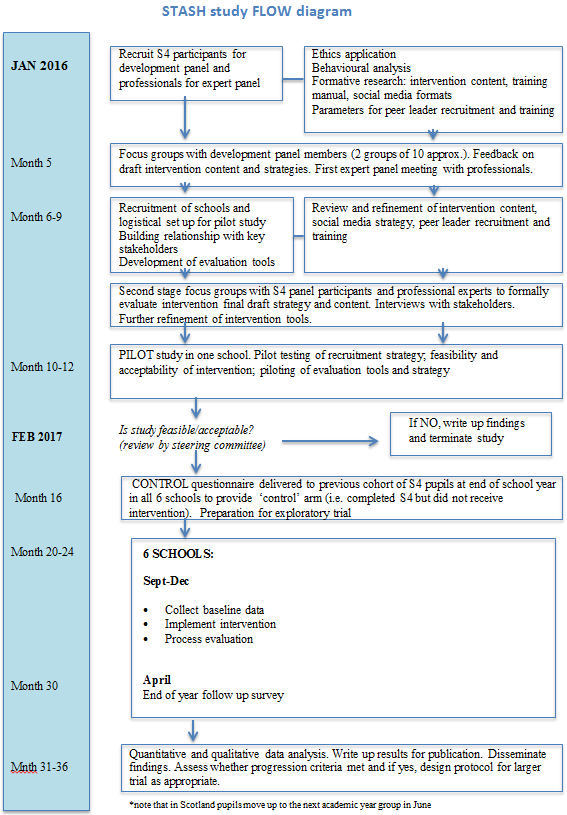 STASH study FLOW diagram
JAN 2016
Recruit S4 participants for
development panel and
professionals for expert panel
Ethics application
Behavioural analysis
Formative research: intervention content, training
manual, social media formats
Parameters for peer leader recruitment and training
Month 5
Focus groups with development panel members (2 groups of 10 approx.). Feedback on
draft intervention content and strategies. First expert panel meeting with professionals.
Month 6-9
Recruitment of schools and
logistical set up for pilot study
Building relationship with key
stakeholders
Development of evaluation tools
Review and refinement of intervention content,
social media strategy, peer leader recruitment and
training
Second stage focus groups with S4 panel participants and professional experts to formally
evaluate intervention final draft strategy and content. Interviews with stakeholders.
Further refinement of intervention tools.
Month 10-12
PILOT study in one school. Pilot testing of recruitment strategy; feasibility and
acceptability of intervention; piloting of evaluation tools and strategy
FEB 2017
Is study feasible/acceptable?
(review by steering committee)
If NO, write up findings
and terminate study
Month 16
CONTROL questionnaire delivered to previous cohort of S4 pupils at end of school year
in all 6 schools to provide ‘control’ arm (i.e. completed S4 but did not receive
intervention). Preparation for exploratory trial
Month 20-24
6 SCHOOLS:
Sept-Dec
• Collect baseline data
• Implement intervention
• Process evaluation
Month 30
April
End of year follow up survey
Mnth 31-36
Quantitative and qualitative data analysis. Write up results for publication. Disseminate
findings. Assess whether progression criteria met and if yes, design protocol for larger
trial as appropriate.
*note that in Scotland pupils move up to the next academic year group in June